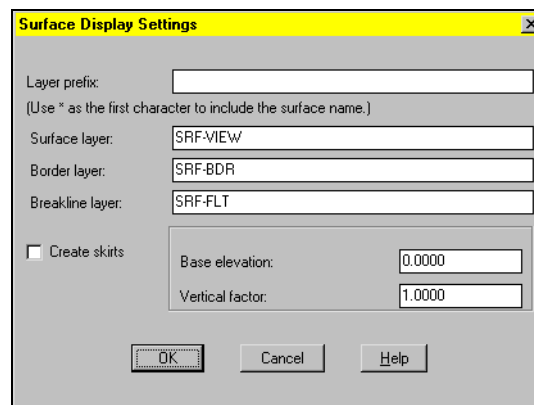 Surface Display Settings
Layer prefix:
(Use * as the first character to include the surface name.)
Surface layer: SRF-VIEW
Border layer: SRF-BDR
Breakline layer: SRF-FLT
Create skirts
Base elevation: 0.0000
Vertical factor: 1.0000
OK Cancel Help